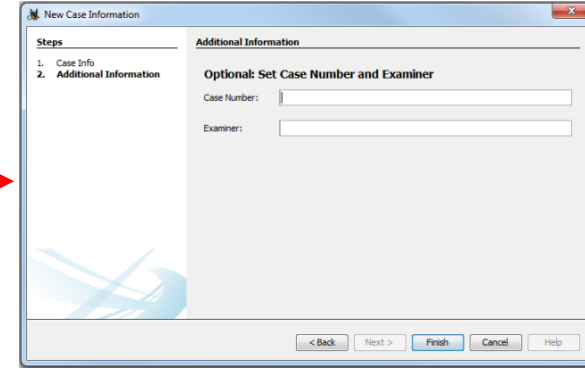 New Case Information
Steps
1. Case Info
2. Additional Information
Additional Information
Optional: Set Case Number and Examiner
Case Number:
Examiner:
< Back Next > Finish Cancel Help